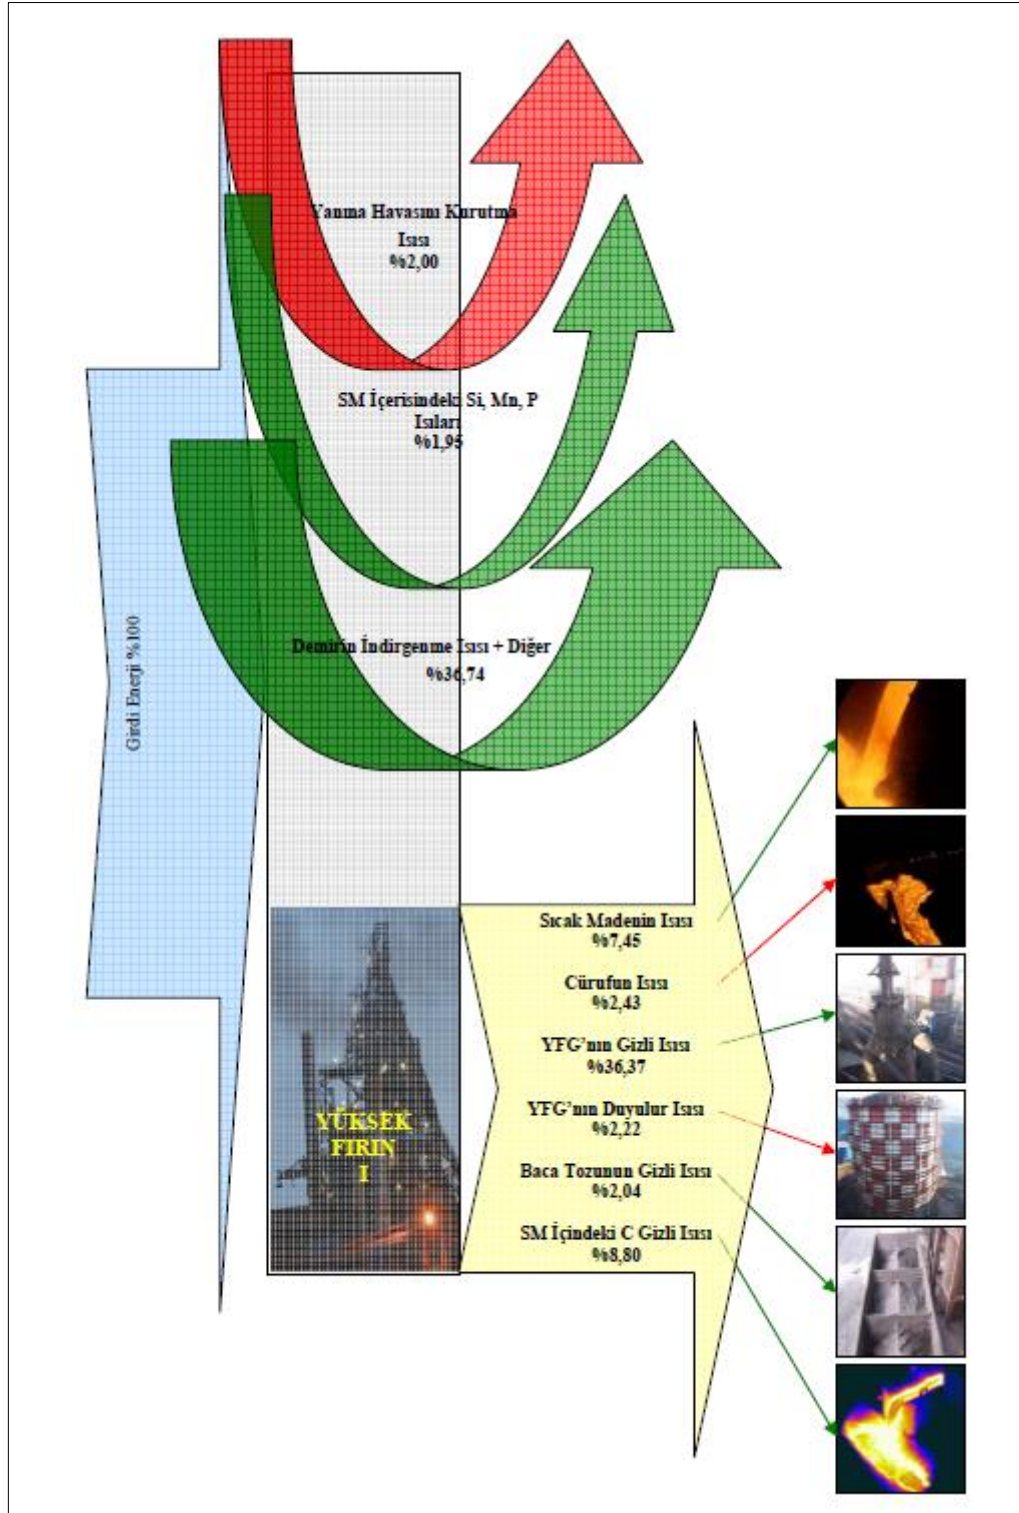 Yanma Havasını Kurutma
Isısı
%2,00
SM İçerisindeki Si, Mn, P
Isıları
%1,95
Girdi Enerji %100
Demirin İndirgenme Isısı + Diğer
%36,74
Sıcak Madenin Isısı
%7,45
Cürufun Isısı
%2,43
YFG’nın Gizli Isısı
%36,37
YFG’nın Duyulur Isısı
%2,22
Baca Tozunun Gizli Isısı
%2,04
SM İçindeki C Gizli Isısı
%8,80
YÜKSEK
FIRIN
I